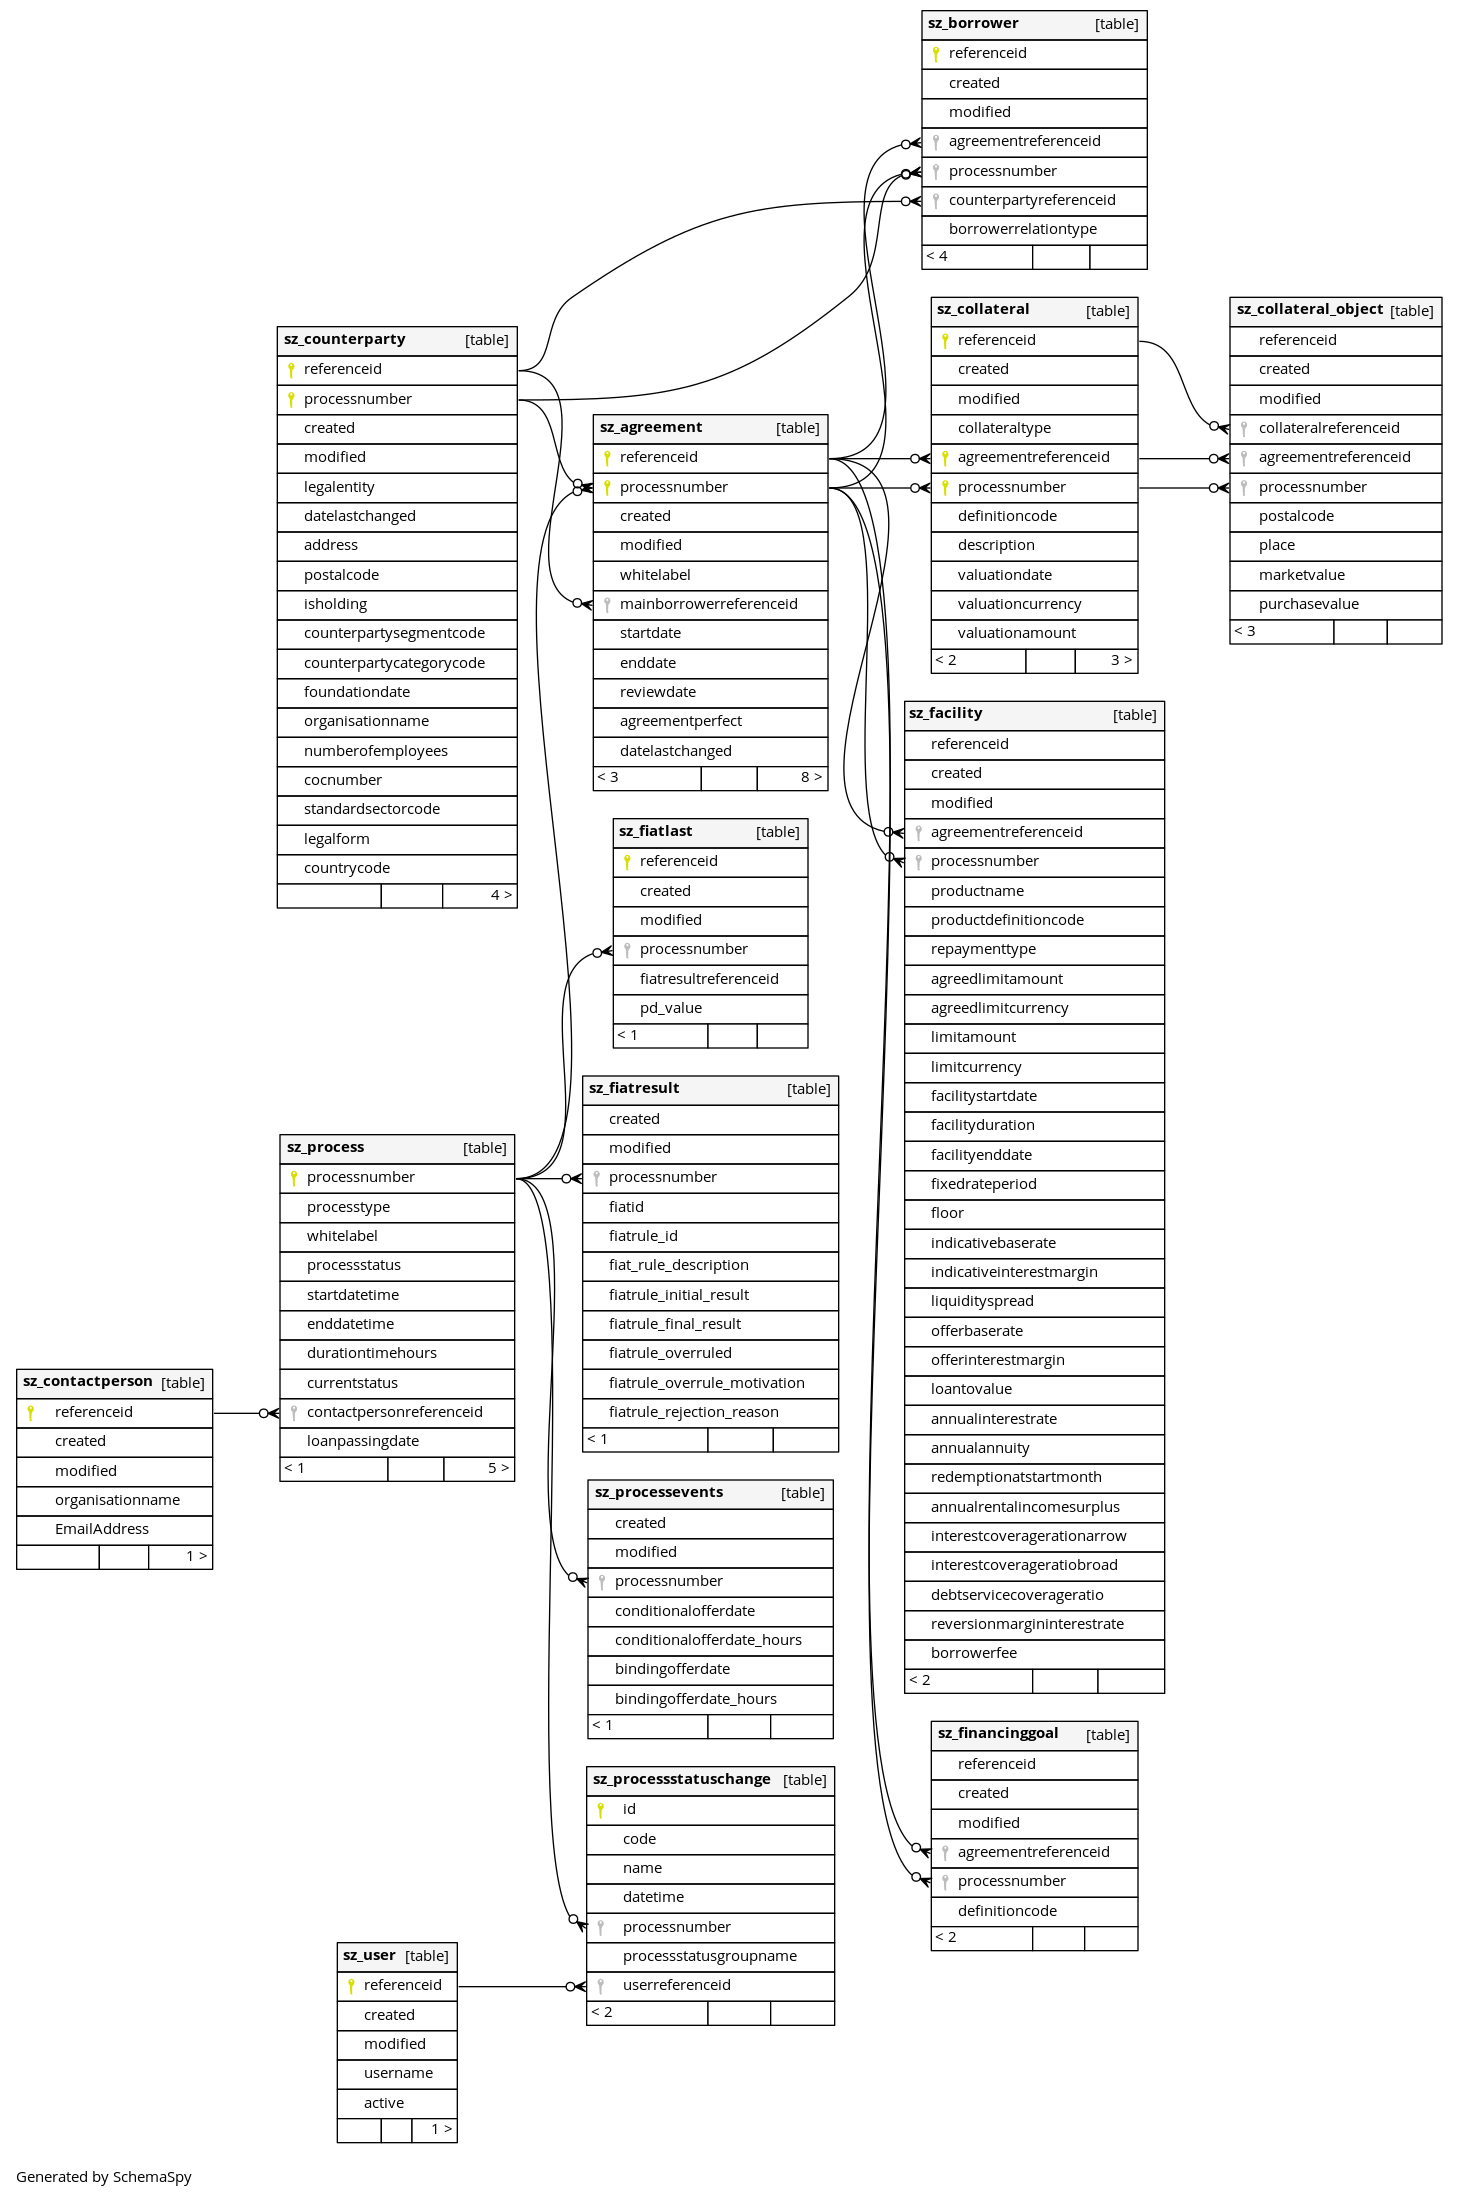 sz_borrower [table]
referenceid
created
modified
agreementreferenceid
processnumber
counterpartyreferenceid
borrowerrelationtype
< 4
sz_collateral [table]
referenceid
created
modified
collateraltype
agreementreferenceid
processnumber
definitioncode
description
valuationdate
valuationcurrency
valuationamount
< 2 3 >
sz_collateral_object [table]
referenceid
created
modified
collateralreferenceid
agreementreferenceid
processnumber
postalcode
place
marketvalue
purchasevalue
< 3
sz_counterparty [table]
referenceid
processnumber
created
modified
legalentity
datelastchanged
address
postalcode
isholding
counterpartysegmentcode
counterpartycategorycode
foundationdate
organisationname
numberofemployees
cocnumber
standardsectorcode
legalform
countrycode
4 >
sz_agreement [table]
referenceid
processnumber
created
modified
whitelabel
mainborrowerreferenceid
startdate
enddate
reviewdate
agreementperfect
datelastchanged
< 3 8 >
sz_facility [table]
referenceid
created
modified
agreementreferenceid
processnumber
productname
productdefinitioncode
repaymenttype
agreedlimitamount
agreedlimitcurrency
limitamount
limitcurrency
facilitystartdate
facilityduration
facilityenddate
fixedrateperiod
floor
indicativebaserate
indicativeinterestmargin
liquidityspread
offerbaserate
offerinterestmargin
loantovalue
annualinterestrate
annualannuity
redemptionatstartmonth
annualrentalincomesurplus
interestcoveragerationarrow
interestcoverageratiobroad
debtservicecoverageratio
reversionmargininterestrate
borrowerfee
< 2
sz_fiatlast [table]
referenceid
created
modified
processnumber
fiatresultreferenceid
pd_value
< 1
sz_fiatresult [table]
created
modified
processnumber
fiatid
fiatrule_id
fiat_rule_description
fiatrule_initial_result
fiatrule_final_result
fiatrule_overruled
fiatrule_overrule_motivation
fiatrule_rejection_reason
< 1
sz_process [table]
processnumber
processtype
whitelabel
processstatus
startdatetime
enddatetime
durationtimehours
currentstatus
contactpersonreferenceid
loanpassingdate
< 1 5 >
sz_contactperson [table]
referenceid
created
modified
organisationname
EmailAddress
1 >
sz_processevents [table]
created
modified
processnumber
conditionalofferdate
conditionalofferdate_hours
bindingofferdate
bindingofferdate_hours
< 1
sz_financinggoal [table]
referenceid
created
modified
agreementreferenceid
processnumber
definitioncode
< 2
sz_processstatuschange [table]
id
code
name
datetime
processnumber
processstatusgroupname
userreferenceid
< 2
sz_user [table]
referenceid
created
modified
username
active
1 >
Generated by SchemaSpy